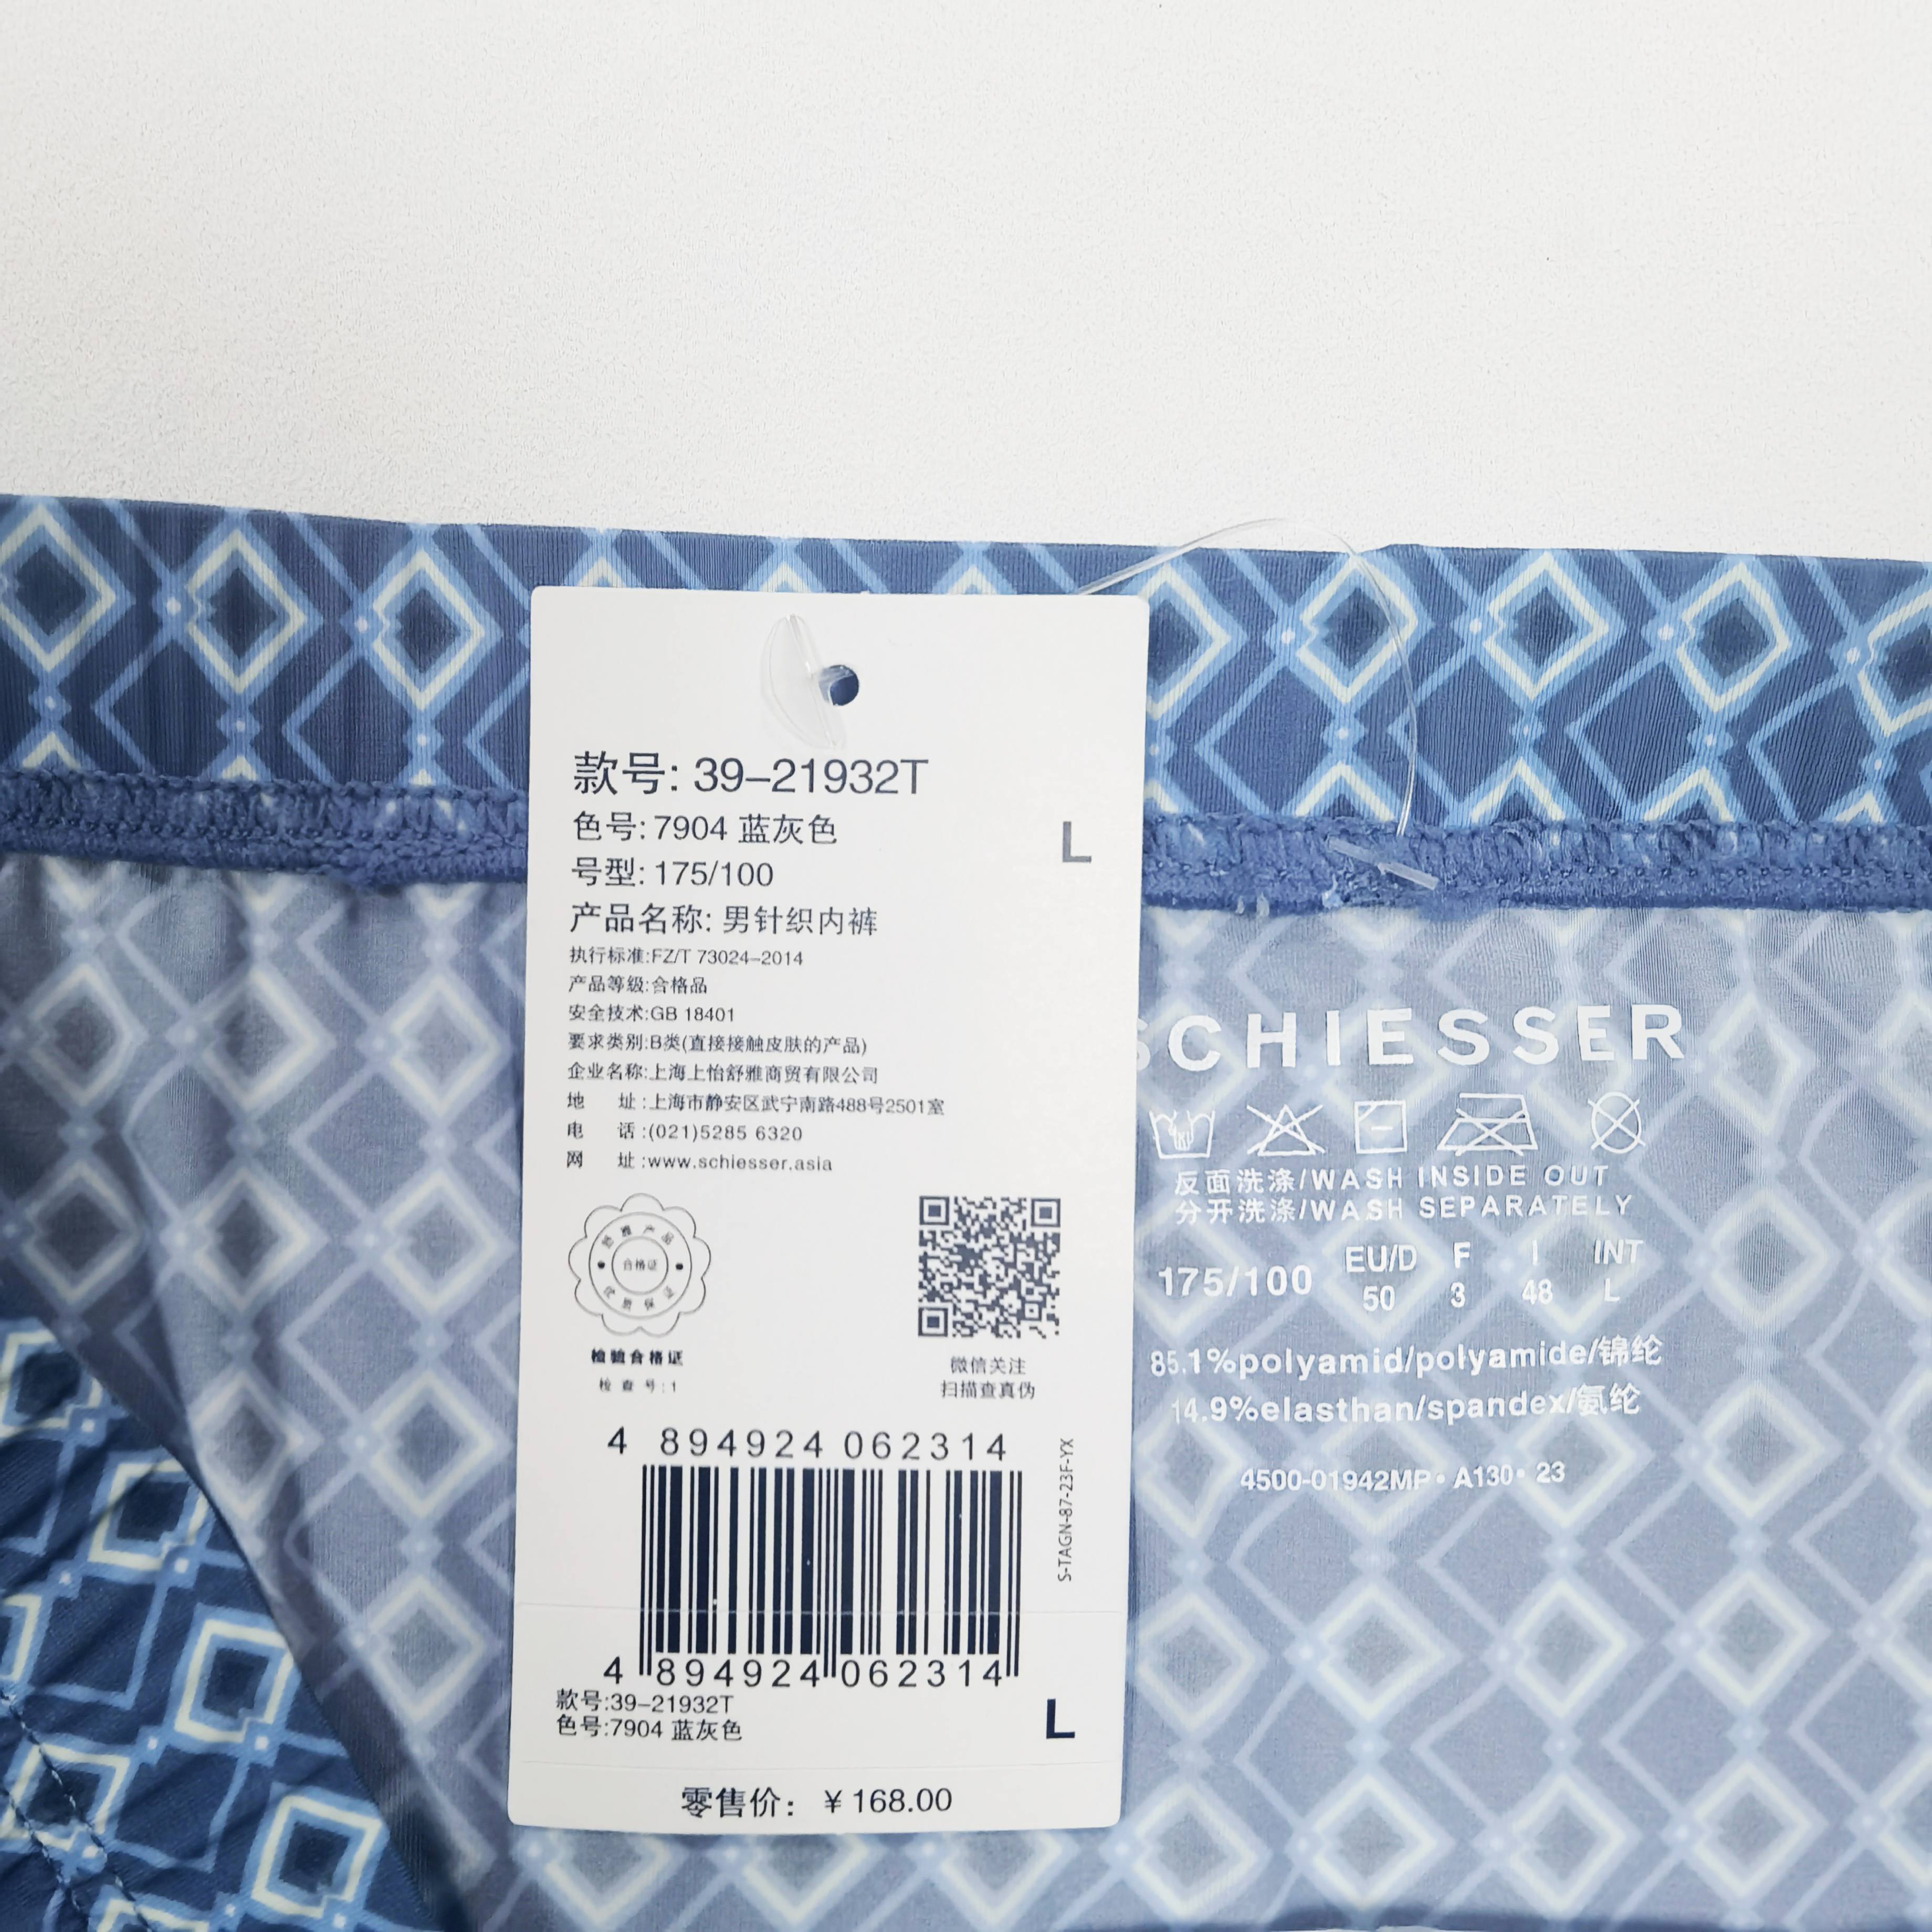 款号: 39-21932T
色号: 7904 蓝灰色
L
号型: 175/100
产品名称: 男针织内裤
执行标准:FZ/T 73024-2014
产品等级:合格品
安全技术:GB 18401
要求类别:B类(直接接触皮肤的产品)
企业名称:上海上怡舒雅商贸有限公司
地 址:上海市静安区武宁南路488号2501室
电 话:(021)5285 6320
网 址:www.schiesser.asia
舒雅产品
合格证
优质保证
检验合格证
检查号:1
微信关注
扫描查真伪
4 894924 062314
S-TAGN-87-23F-YX
4 894924 062314
款号:39-21932T
色号:7904 蓝灰色
L
零售价: ¥168.00
SCHIESSER
反面洗涤/WASH INSIDE OUT
分开洗涤/WASH SEPARATELY
EU/D F I INT
175/100 50 3 48 L
85.1%polyamid/polyamide/锦纶
14.9%elasthan/spandex/氨纶
4500-01942MP • A130 • 23